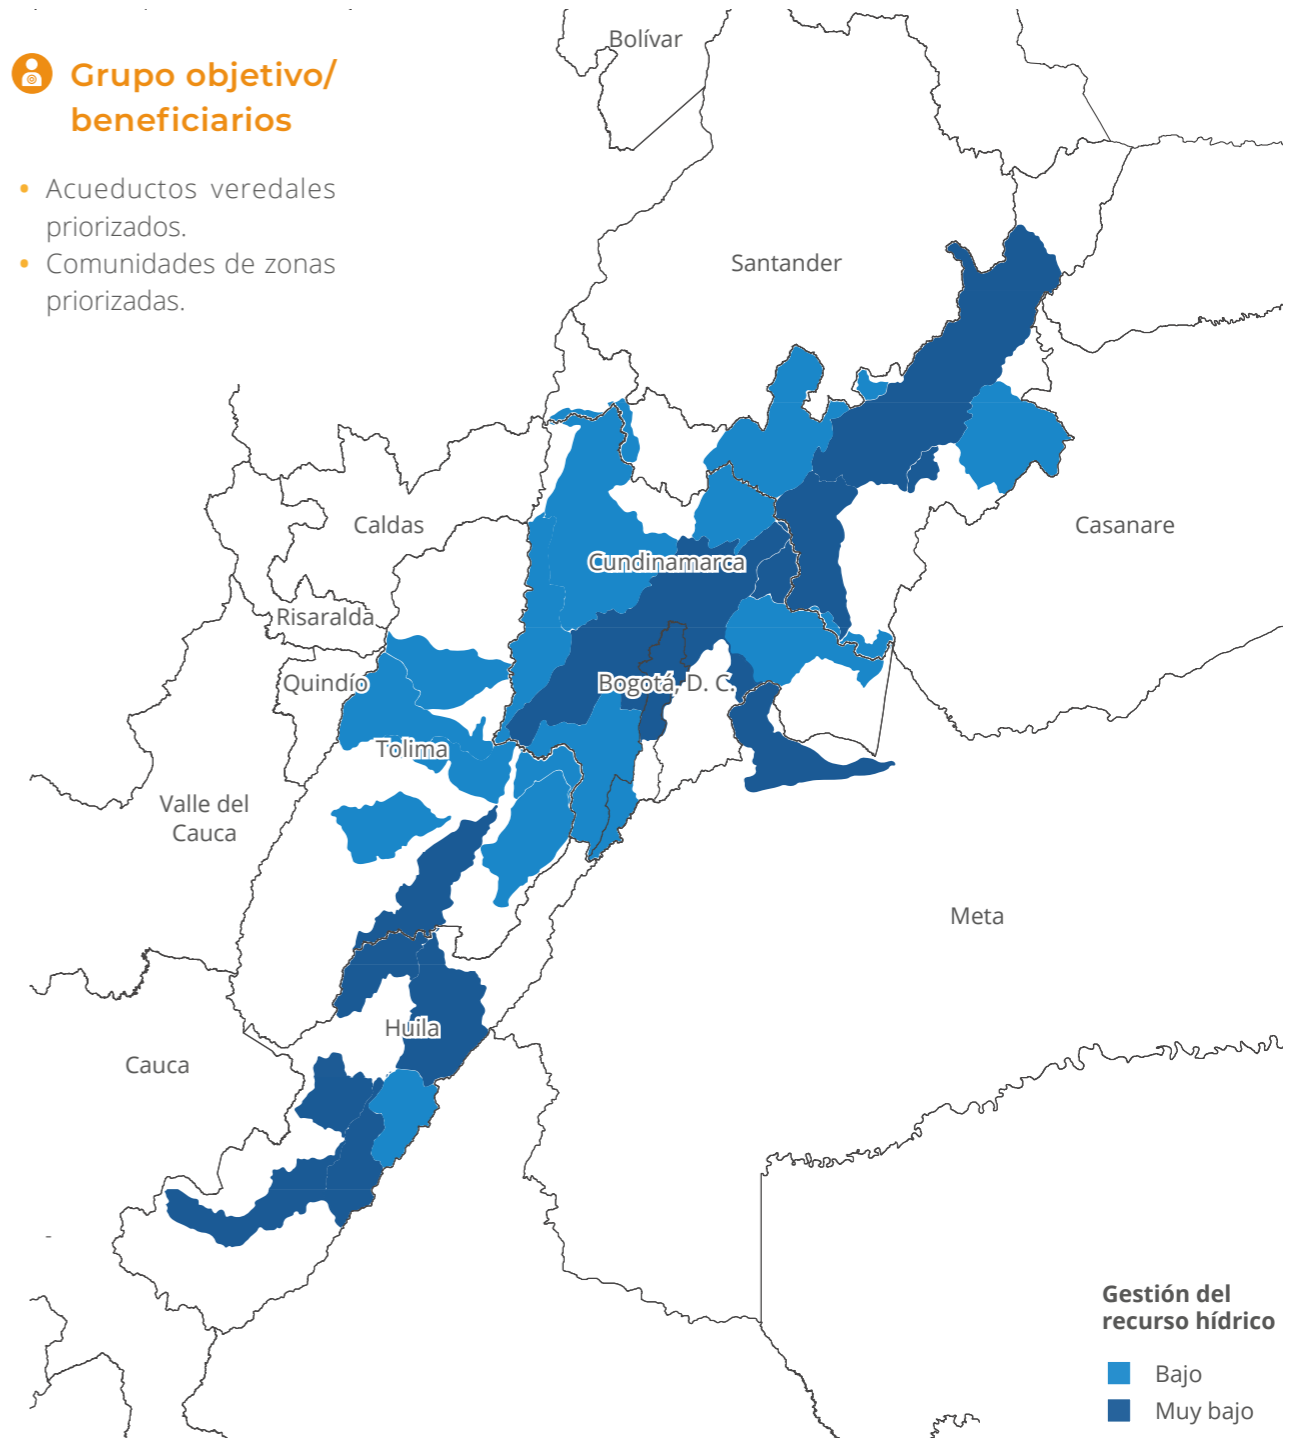 Grupo objetivo/
beneficiarios
• Acueductos veredales
priorizados.
• Comunidades de zonas
priorizadas.
Bolívar
Santander
Caldas
Casanare
Cundinamarca
Risaralda
Quindío
Bogotá, D. C.
Tolima
Valle del
Cauca
Meta
Huila
Cauca
Gestión del
recurso hídrico
Bajo
Muy bajo